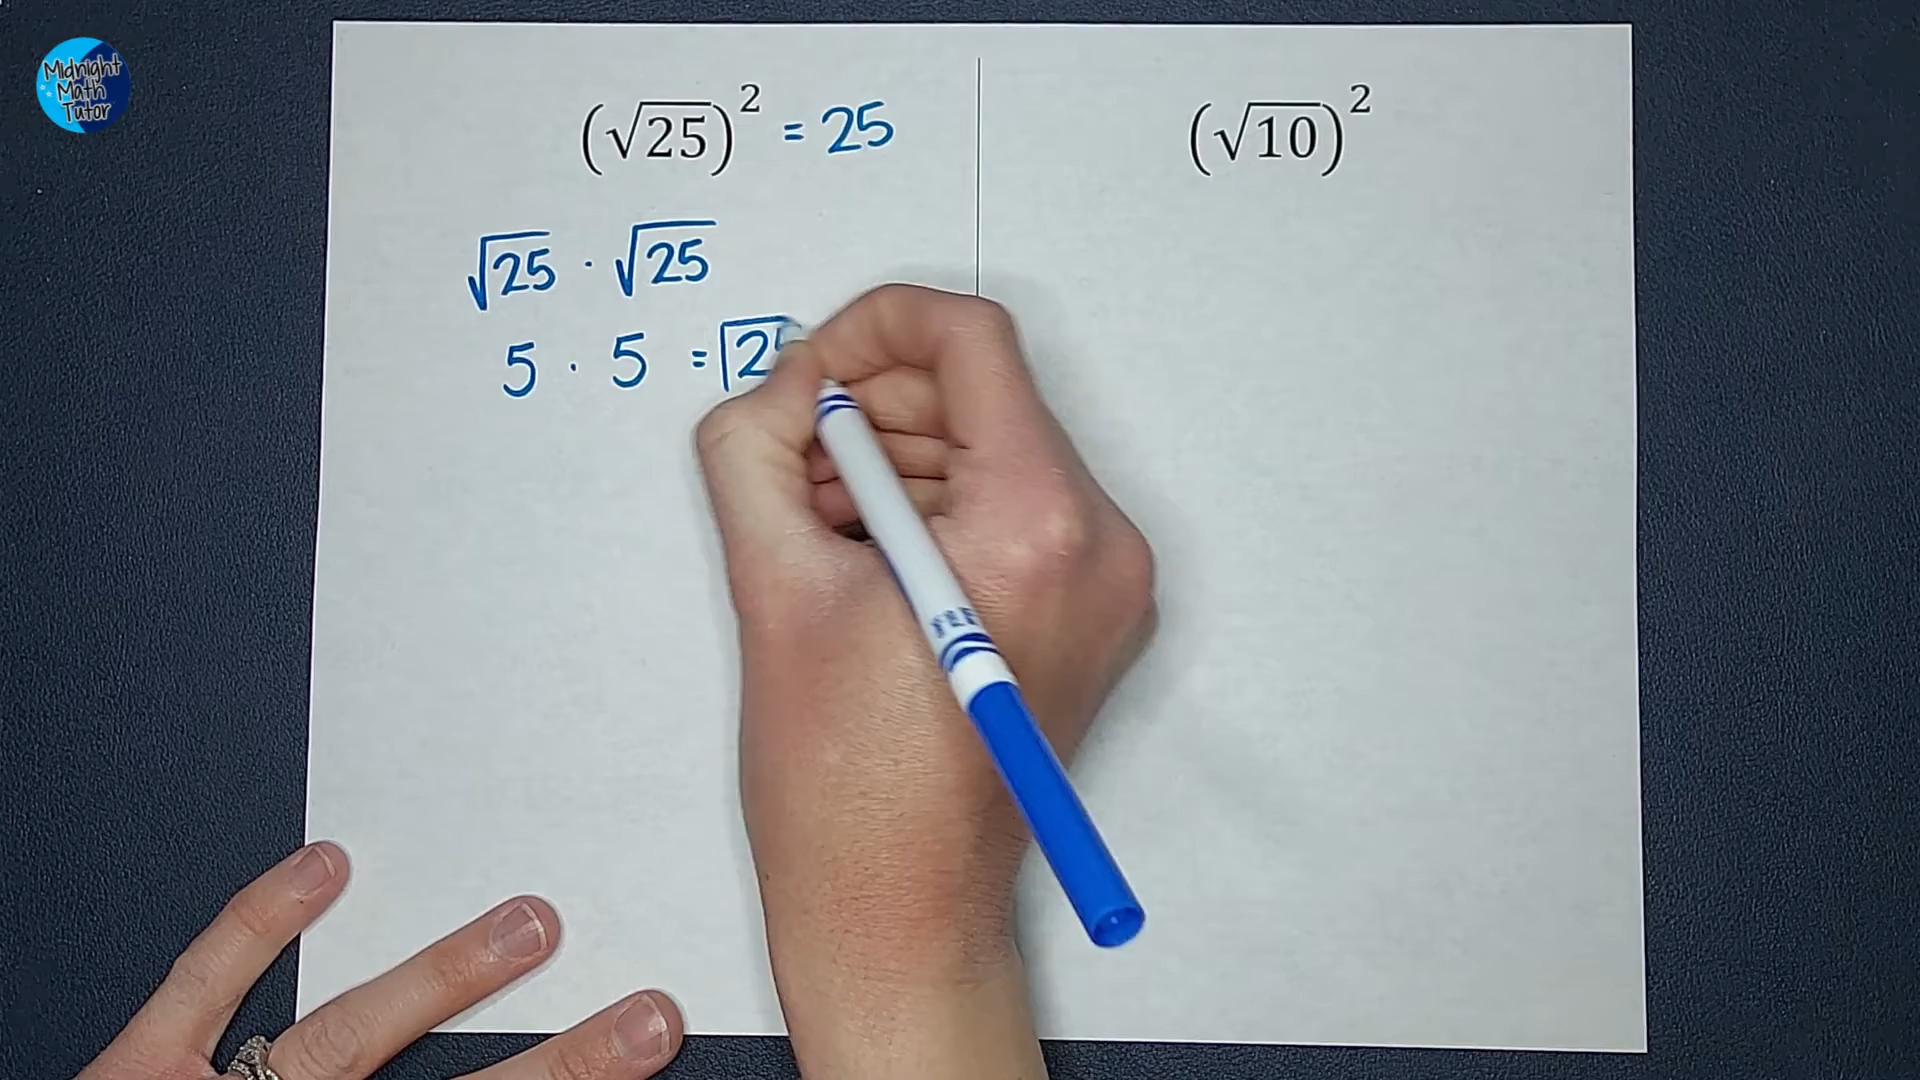 Midnight
Math
Tutor
(√25)² = 25
√25 · √25
5 · 5 =
(√10)²